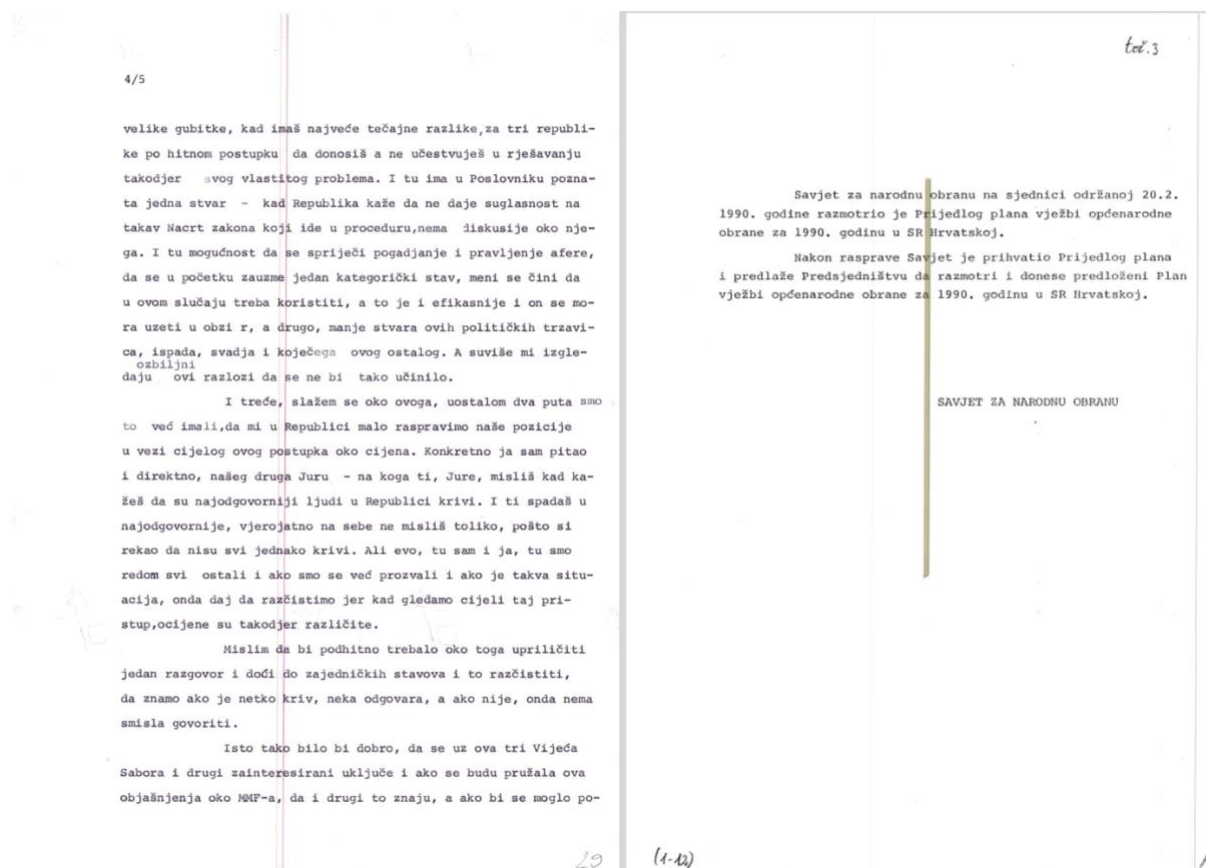 4/5
velike gubitke, kad imaš najveće tečajne razlike,za tri republi-
ke po hitnom postupku da donosiš a ne učestvuješ u rješavanju
takodjer svog vlastitog problema. I tu ima u Poslovniku pozna-
ta jedna stvar - kad Republika kaže da ne daje suglasnost na
takav Nacrt zakona koji ide u proceduru,nema diskusije oko nje-
ga. I tu mogućnost da se spriječi pogadjanje i pravljenje afere,
da se u početku zauzme jedan kategorički stav, meni se čini da
u ovom slučaju treba koristiti, a to je i efikasnije i on se mo-
ra uzeti u obzi r, a drugo, manje stvara ovih političkih trzavi-
ca, ispada, svadja i koječega ovog ostalog. A suviše mi izgle-
ozbiljni
daju ovi razlozi da se ne bi tako učinilo.
I treće, slažem se oko ovoga, uostalom dva puta smo
to već imali,da mi u Republici malo raspravimo naše pozicije
u vezi cijelog ovog postupka oko cijena. Konkretno ja sam pitao
i direktno, našeg druga Juru - na koga ti, Jure, misliš kad ka-
žeš da su najodgovorniji ljudi u Republici krivi. I ti spadaš u
najodgovornije, vjerojatno na sebe ne misliš toliko, pošto si
rekao da nisu svi jednako krivi. Ali evo, tu sam i ja, tu smo
redom svi ostali i ako smo se već prozvali i ako je takva situ-
acija, onda daj da razčistimo jer kad gledamo cijeli taj pri-
stup,ocijene su takodjer različite.
Mislim da bi podhitno trebalo oko toga upriličiti
jedan razgovor i doći do zajedničkih stavova i to razčistiti,
da znamo ako je netko kriv, neka odgovara, a ako nije, onda nema
smisla govoriti.
Isto tako bilo bi dobro, da se uz ova tri Vijeća
Sabora i drugi zainteresirani uključe i ako se budu pružala ova
objašnjenja oko MMF-a, da i drugi to znaju, a ako bi se moglo po-
29
toč.3
Savjet za narodnu obranu na sjednici održanoj 20.2.
1990. godine razmotrio je Prijedlog plana vježbi općenarodne
obrane za 1990. godinu u SR Hrvatskoj.
Nakon rasprave Savjet je prihvatio Prijedlog plana
i predlaže Predsjedništvu da razmotri i donese predloženi Plan
vježbi općenarodne obrane za 1990. godinu u SR Hrvatskoj.
SAVJET ZA NARODNU OBRANU
(1-12)